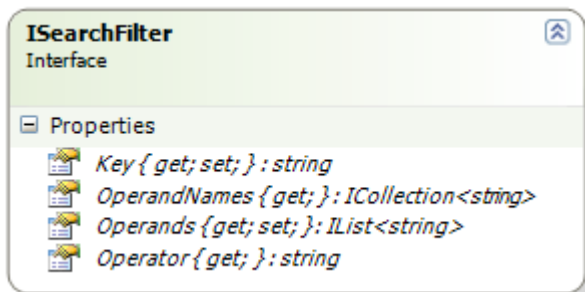 ISearchFilter
Interface
Properties
Key { get; set; } : string
OperandNames { get; } : ICollection<string>
Operands {get; set; } : IList<string>
Operator { get; } : string